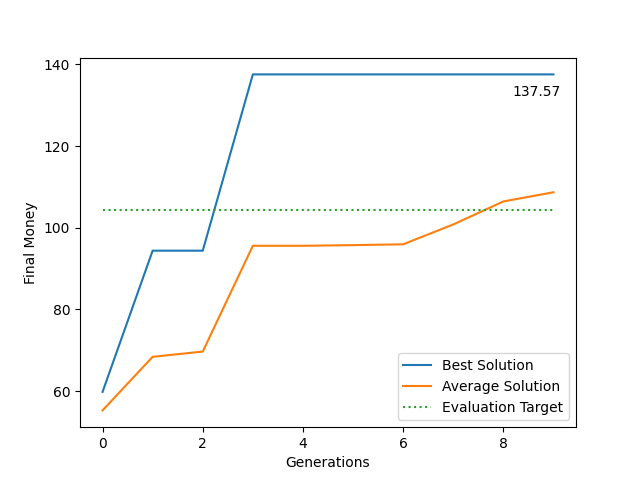 140
120
100
80
60
Final Money
137.57
Best Solution
Average Solution
Evaluation Target
0 2 4 6 8
Generations